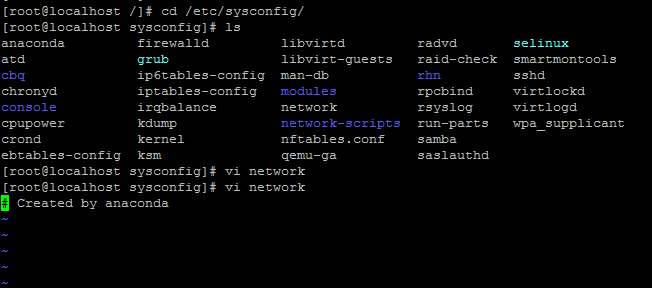 [root@localhost /]# cd /etc/sysconfig/
[root@localhost sysconfig]# ls
anaconda firewalld libvirtd radvd selinux
atd grub libvirt-guests raid-check smartmontools
cbq ip6tables-config man-db rhn sshd
chronyd iptables-config modules rpcbind virtlockd
console irqbalance network rsyslog virtlogd
cpupower kdump network-scripts run-parts wpa_supplicant
crond kernel nftables.conf samba
ebtables-config ksm qemu-ga saslauthd
[root@localhost sysconfig]# vi network
[root@localhost sysconfig]# vi network
# Created by anaconda
~
~
~
~
~